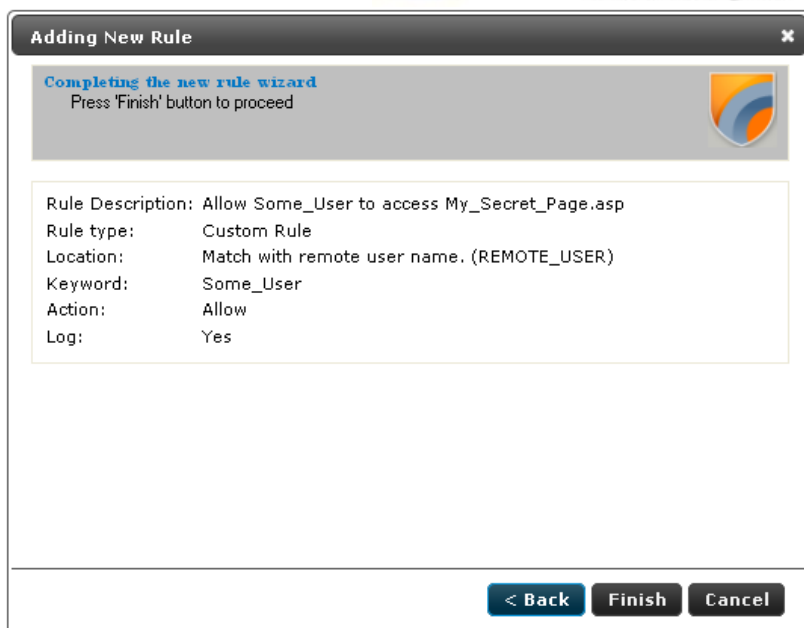 Adding New Rule
Completing the new rule wizard
Press 'Finish' button to proceed
Rule Description: Allow Some_User to access My_Secret_Page.asp
Rule type: Custom Rule
Location: Match with remote user name. (REMOTE_USER)
Keyword: Some_User
Action: Allow
Log: Yes
< Back Finish Cancel